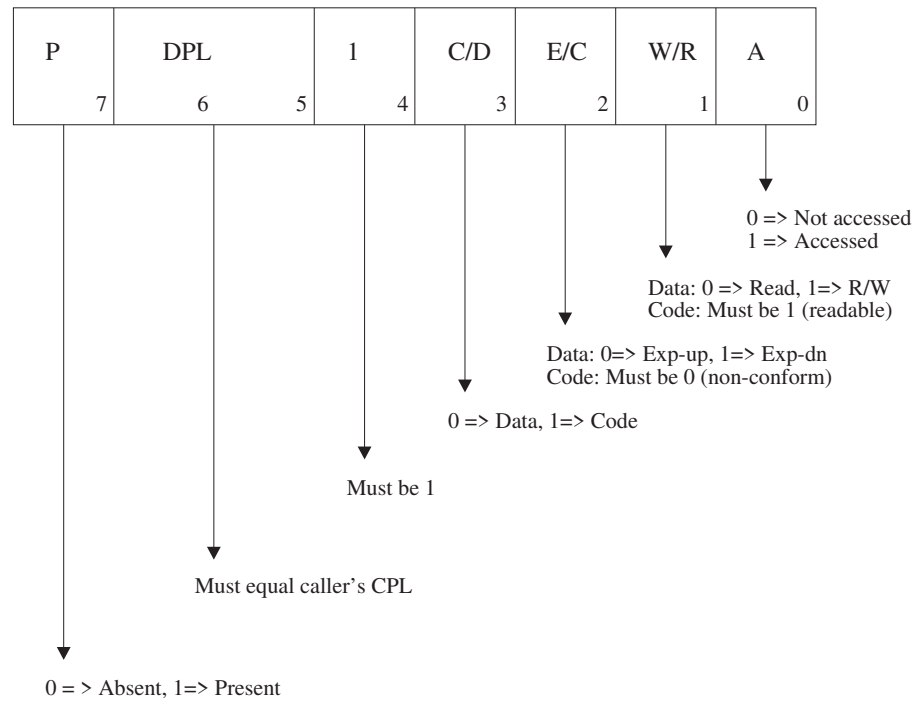 P DPL 1 C/D E/C W/R A
7 6 5 4 3 2 1 0
0 => Not accessed
1 => Accessed
Data: 0 => Read, 1=> R/W
Code: Must be 1 (readable)
Data: 0=> Exp-up, 1=> Exp-dn
Code: Must be 0 (non-conform)
0 => Data, 1=> Code
Must be 1
Must equal caller's CPL
0 = > Absent, 1=> Present